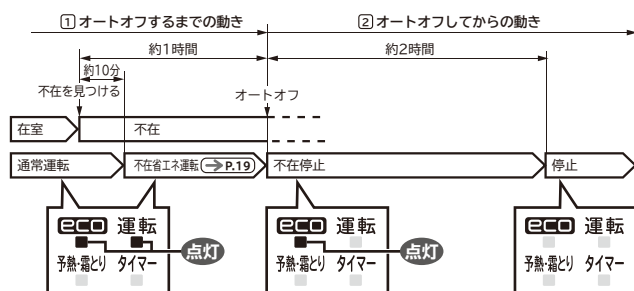 1 オートオフするまでの動き
2 オートオフしてからの動き
約1時間
約2時間
約10分
不在を見つける
オートオフ
在室
不在
通常運転
不在省エネ運転 → P.19
不在停止
停止
eco 運転
点灯
予熱・霜とり タイマー
eco 運転
点灯
予熱・霜とり タイマー
eco 運転
予熱・霜とり タイマー